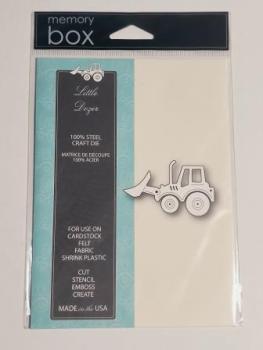 memory
box
Little
Dozer
100% STEEL
CRAFT DIE
MATRICE DE DÉCOUPE
100% ACIER
FOR USE ON
CARDSTOCK
FELT
FABRIC
SHRINK PLASTIC
CUT
STENCIL
EMBOSS
CREATE
MADE in the USA